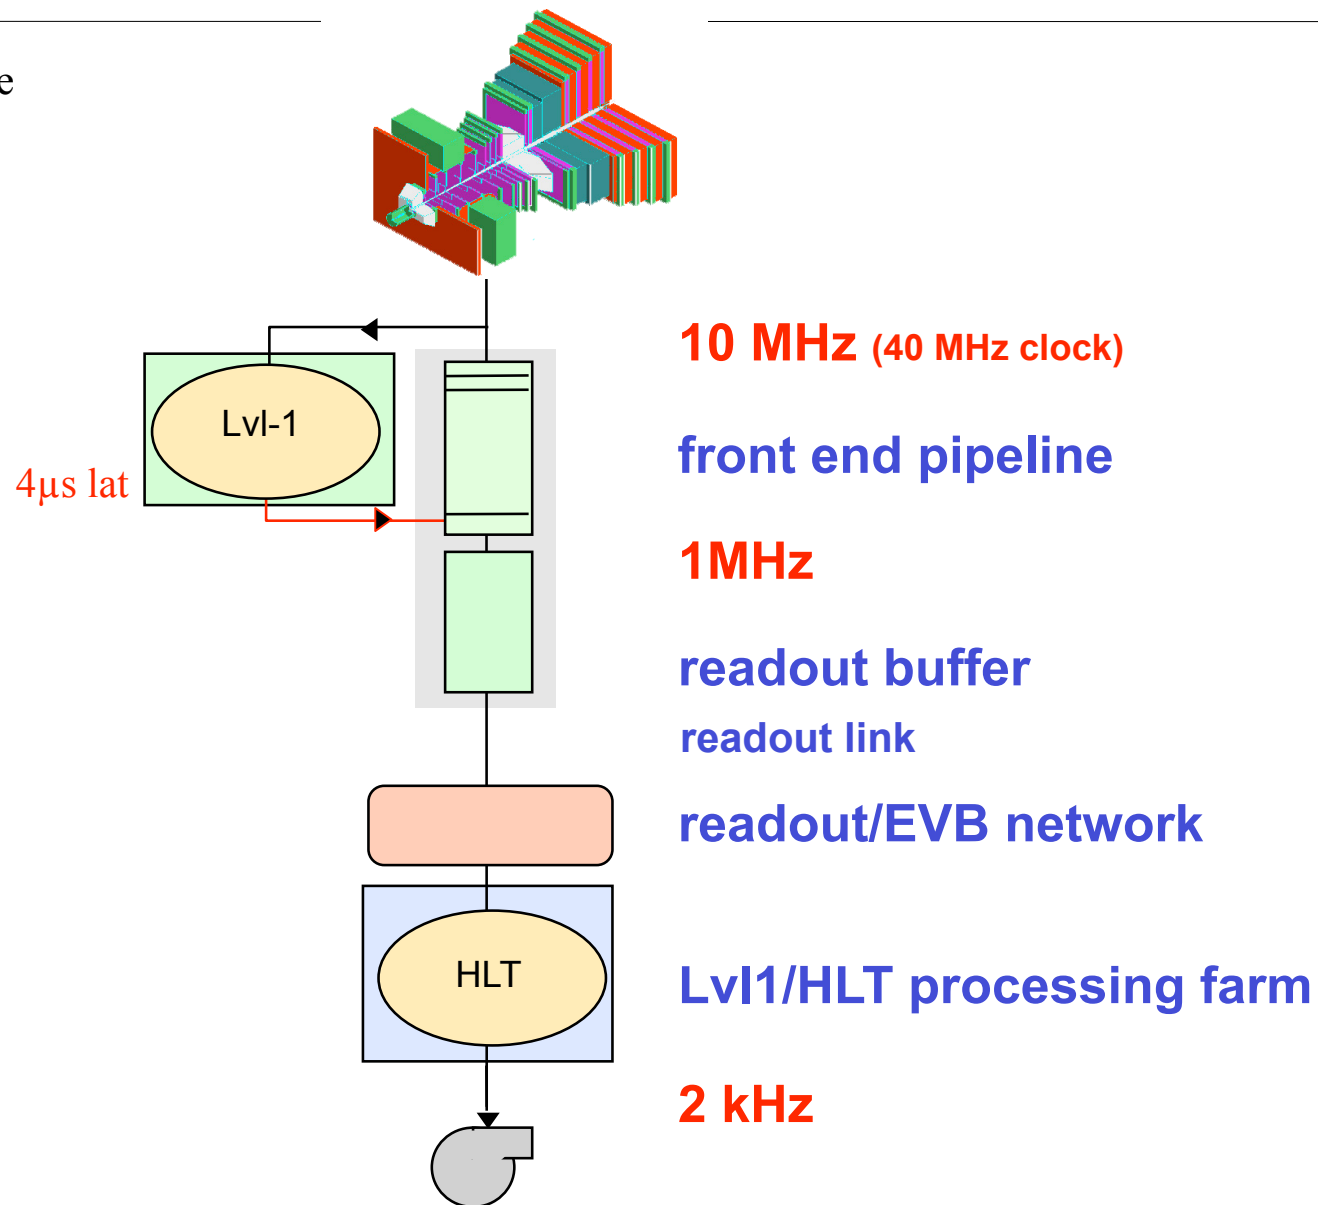 e
10 MHz (40 MHz clock)
Lvl-1
front end pipeline
4µs lat
1MHz
readout buffer
readout link
readout/EVB network
HLT
Lvl1/HLT processing farm
2 kHz